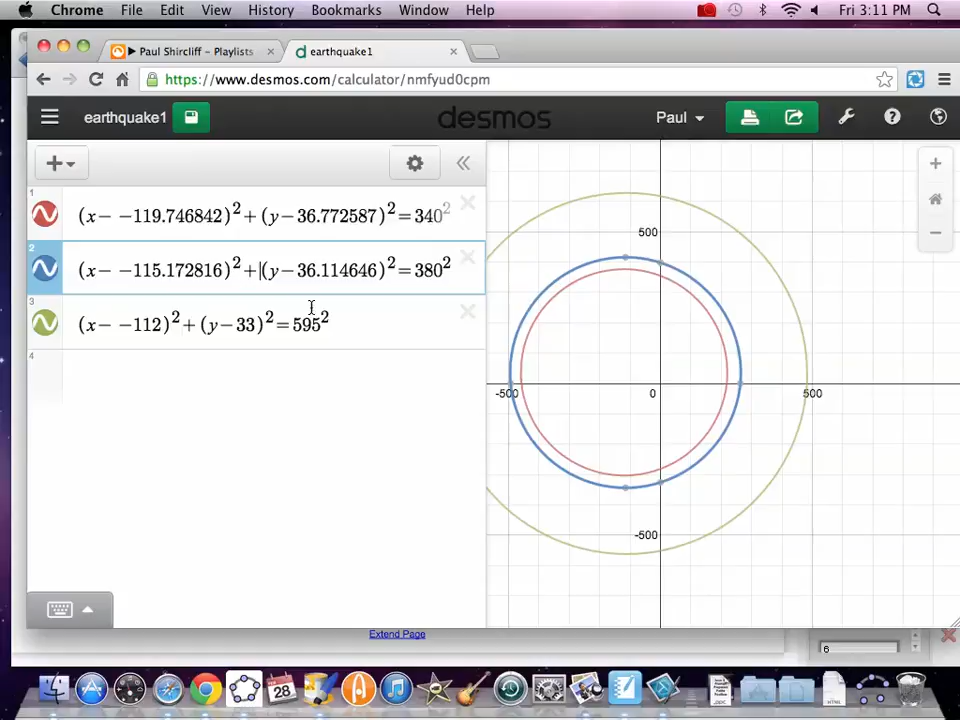 Chrome File Edit View History Bookmarks Window Help Fri 3:11 PM
▶ Paul Shircliff - Playlists × earthquake1 ×
https://www.desmos.com/calculator/nmfyud0cpm
earthquake1 desmos Paul
1
(x− −119.746842)²+(y−36.772587)²=340²
2
(x− −115.172816)²+(y−36.114646)²=380²
3
(x− −112)²+(y−33)²=595²
4
500
-500 0 500
-500
Extend Page
6
FEB
28